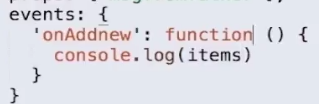 events: {
'onAddnew': function () {
console.log(items)
}
}